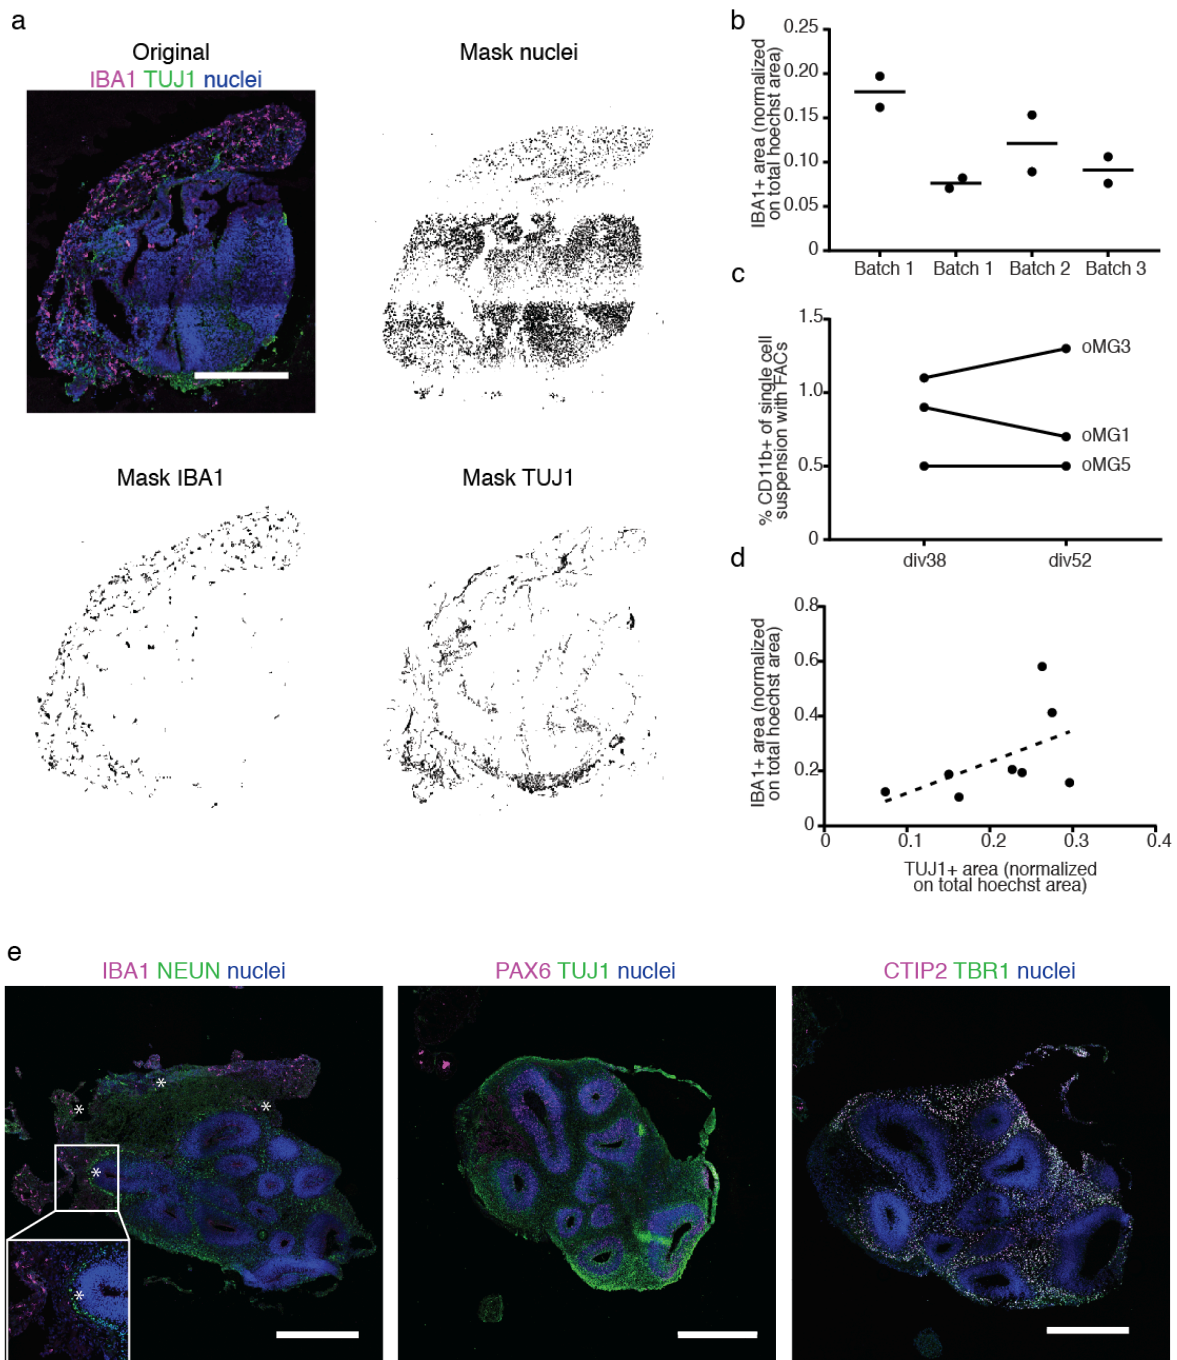 a
Original
IBA1 TUJ1 nuclei
Mask nuclei
Mask IBA1
Mask TUJ1
b
IBA1+ area (normalized
on total hoechst area)
0.25
0.20
0.15
0.10
0.05
0
Batch 1 Batch 1 Batch 2 Batch 3
c
% CD11b+ of single cell
suspension with FACs
1.5
1.0
0.5
0
oMG3
oMG1
oMG5
div38 div52
d
IBA1+ area (normalized
on total hoechst area)
0.8
0.6
0.4
0.2
0
0 0.1 0.2 0.3 0.4
TUJ1+ area (normalized
on total hoechst area)
e
IBA1 NEUN nuclei
PAX6 TUJ1 nuclei
CTIP2 TBR1 nuclei
*
*
*
*
*